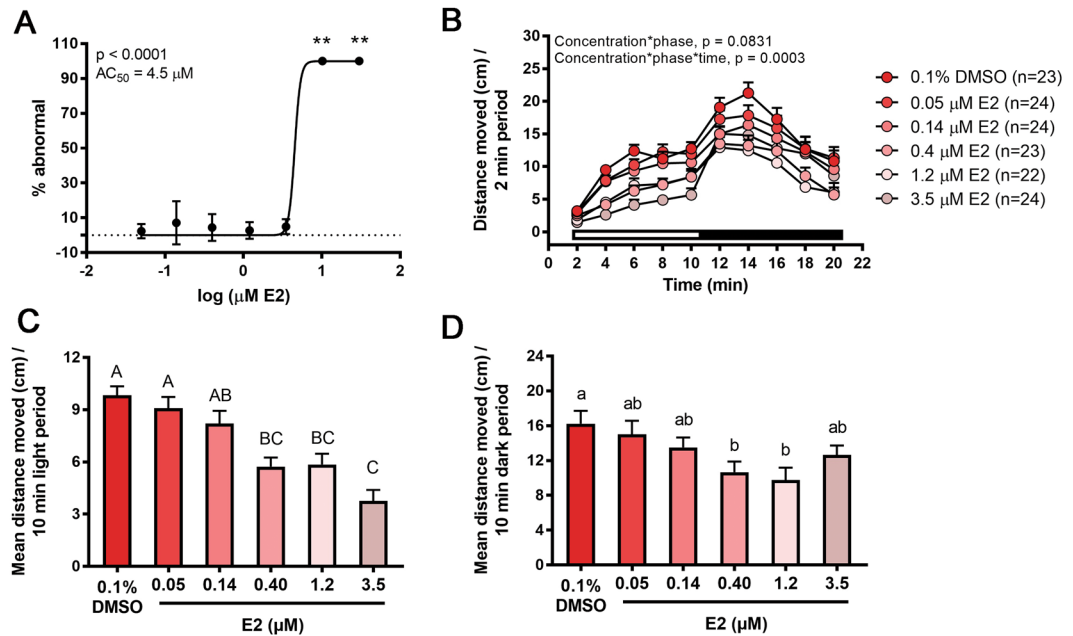 A
% abnormal
110
90
70
50
30
10
-10
p < 0.0001
AC50 = 4.5 μM
** **
-2 -1 0 1 2
log (μM E2)
B
Distance moved (cm) /
2 min period
30
25
20
15
10
5
0
Concentration*phase, p = 0.0831
Concentration*phase*time, p = 0.0003
0 2 4 6 8 10 12 14 16 18 20 22
Time (min)
0.1% DMSO (n=23)
0.05 μM E2 (n=24)
0.14 μM E2 (n=24)
0.4 μM E2 (n=23)
1.2 μM E2 (n=22)
3.5 μM E2 (n=24)
C
Mean distance moved (cm) /
10 min light period
12
9
6
3
0
A A AB BC BC C
0.1% 0.05 0.14 0.40 1.2 3.5
DMSO
E2 (μM)
D
Mean distance moved (cm) /
10 min dark period
24
20
16
12
8
4
0
a ab ab b b ab
0.1% 0.05 0.14 0.40 1.2 3.5
DMSO
E2 (μM)